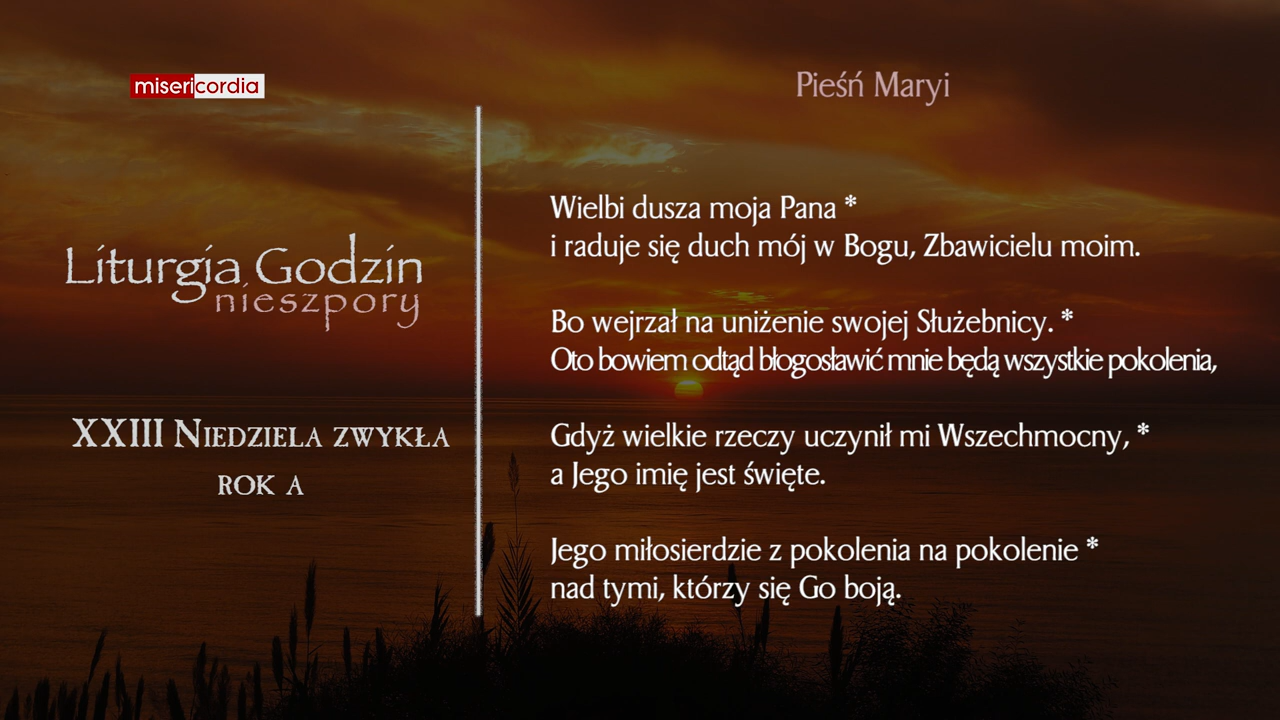 misericordia
Liturgia Godzin
nieszpory
XXIII Niedziela zwykła
rok A
Pieśń Maryi
Wielbi dusza moja Pana *
i raduje się duch mój w Bogu, Zbawicielu moim.
Bo wejrzał na uniżenie swojej Służebnicy. *
Oto bowiem odtąd błogosławić mnie będą wszystkie pokolenia,
Gdyż wielkie rzeczy uczynił mi Wszechmocny, *
a Jego imię jest święte.
Jego miłosierdzie z pokolenia na pokolenie *
nad tymi, którzy się Go boją.